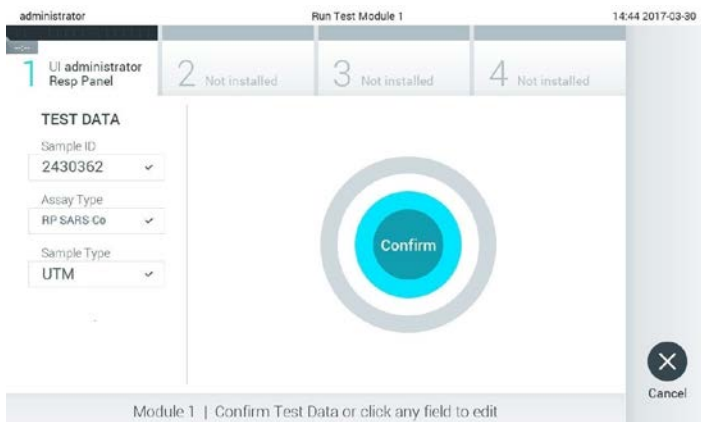 administrator
Run Test Module 1
14:44 2017-03-30
1 UI administrator
Resp Panel
2 Not installed
3 Not installed
4 Not installed
TEST DATA
Sample ID
2430362
Assay Type
RP SARS Co
Sample Type
UTM
Confirm
Cancel
Module 1 | Confirm Test Data or click any field to edit